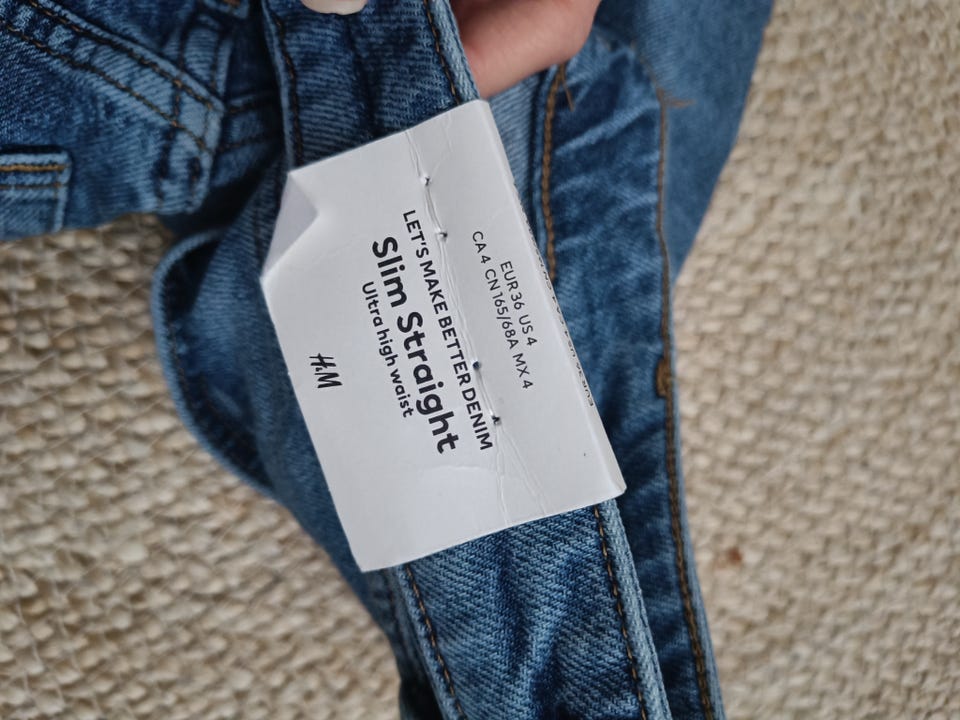 EUR 36 US 4
CA 4 CN 165/68A MX 4
LET'S MAKE BETTER DENIM
Slim Straight
Ultra high waist
H&M